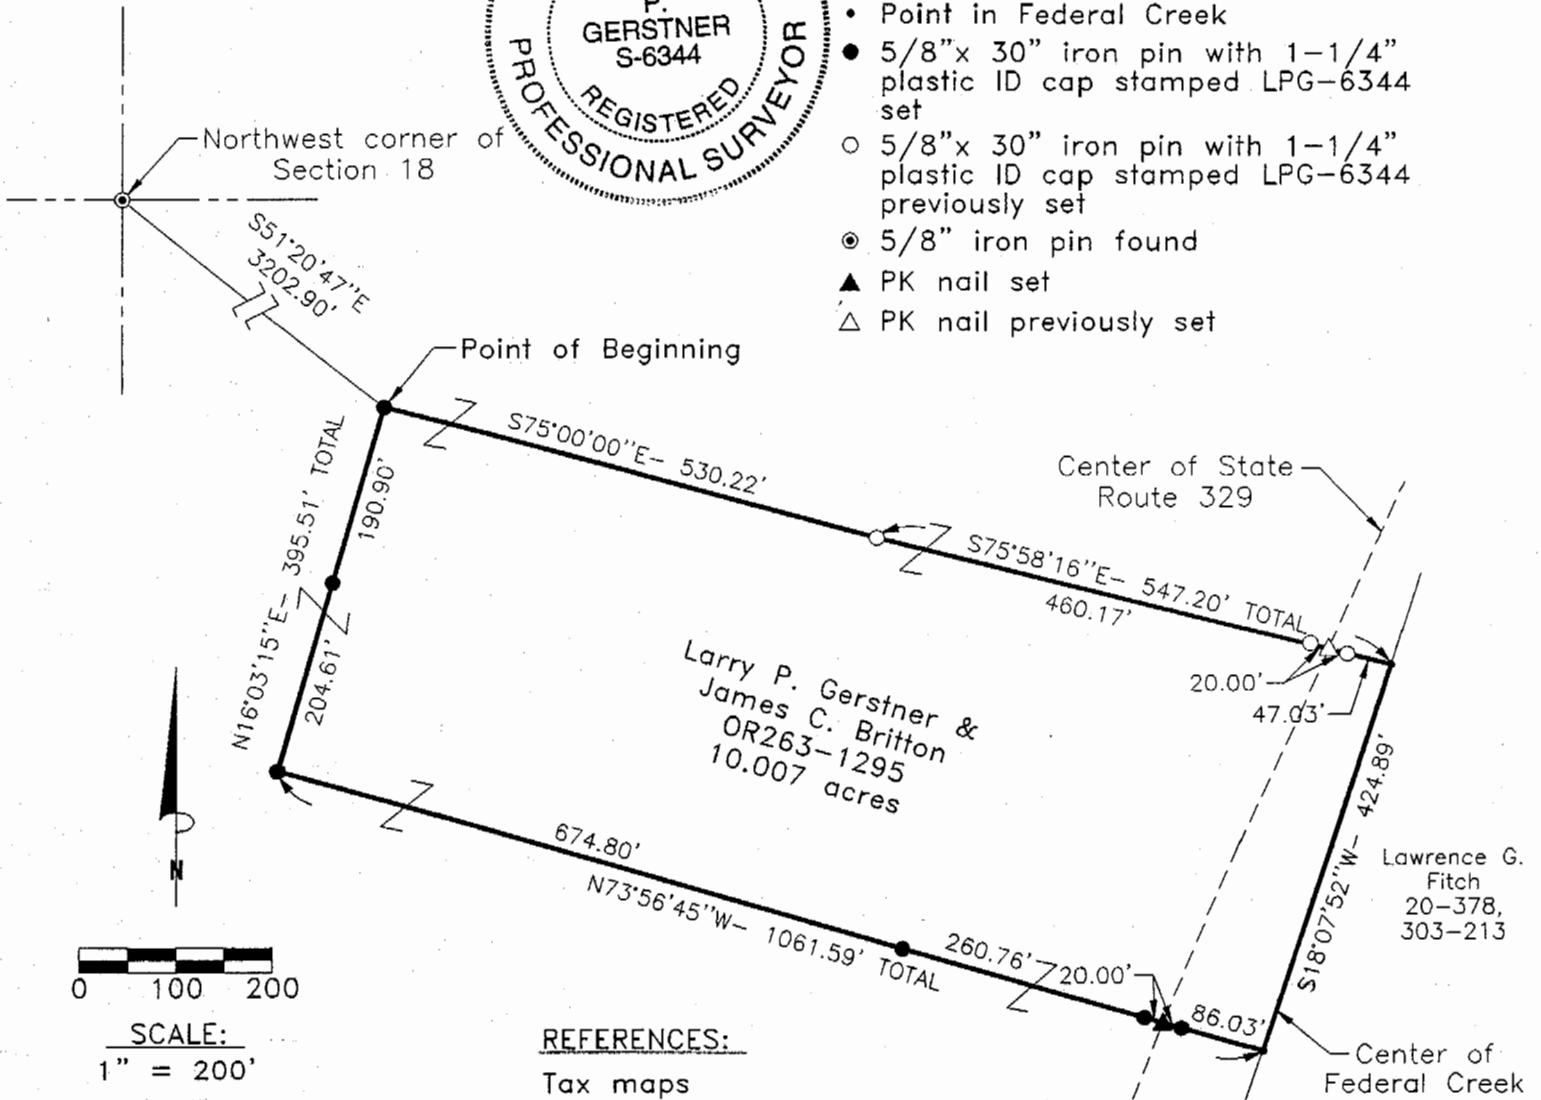 P.
GERSTNER
S-6344
REGISTERED
PROFESSIONAL SURVEYOR
Point in Federal Creek
5/8"x 30" iron pin with 1-1/4"
plastic ID cap stamped LPG-6344
set
5/8"x 30" iron pin with 1-1/4"
plastic ID cap stamped LPG-6344
previously set
5/8" iron pin found
PK nail set
PK nail previously set
Northwest corner of
Section 18
S51°20'47"E
3202.90'
Point of Beginning
S75°00'00"E- 530.22'
Center of State
Route 329
S75°58'16"E- 547.20' TOTAL
460.17'
20.00'
47.03'
N16°03'15"E- 395.51' TOTAL
190.90'
204.61'
Larry P. Gerstner &
James C. Britton
OR263-1295
10.007 acres
S18°07'52"W- 424.89'
Lawrence G.
Fitch
20-378,
303-213
674.80'
N73°56'45"W- 1061.59' TOTAL
260.76'
20.00'
86.03'
Center of
Federal Creek
N
0 100 200
SCALE:
1" = 200'
REFERENCES:
Tax maps